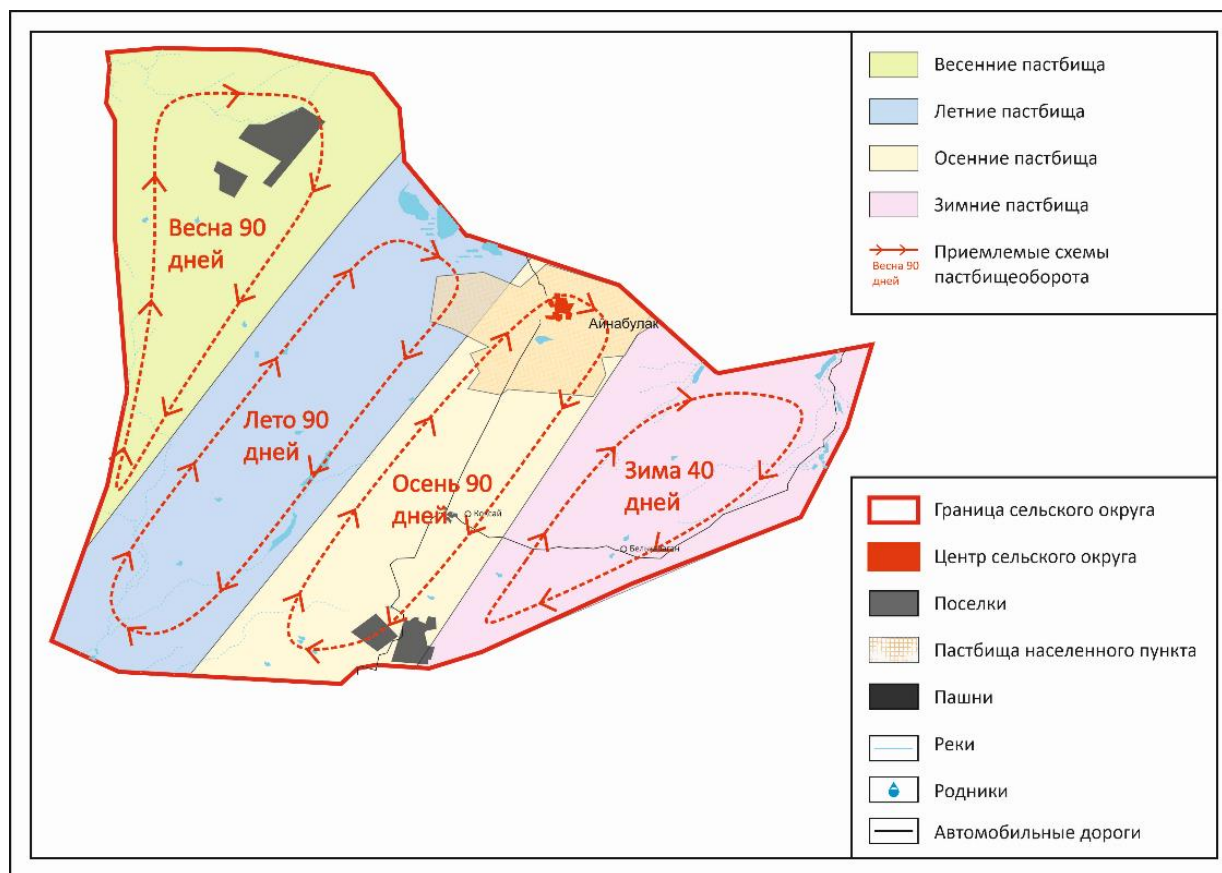 Весна 90
дней
Лето 90
дней
Осень 90
дней
Зима 40
дней
Айнабулак
Весенние пастбища
Летние пастбища
Осенние пастбища
Зимние пастбища
Весна 90
дней
Приемлемые схемы
пастбищеоборота
Граница сельского округа
Центр сельского округа
Поселки
Пастбища населенного пункта
Пашни
Реки
Родники
Автомобильные дороги